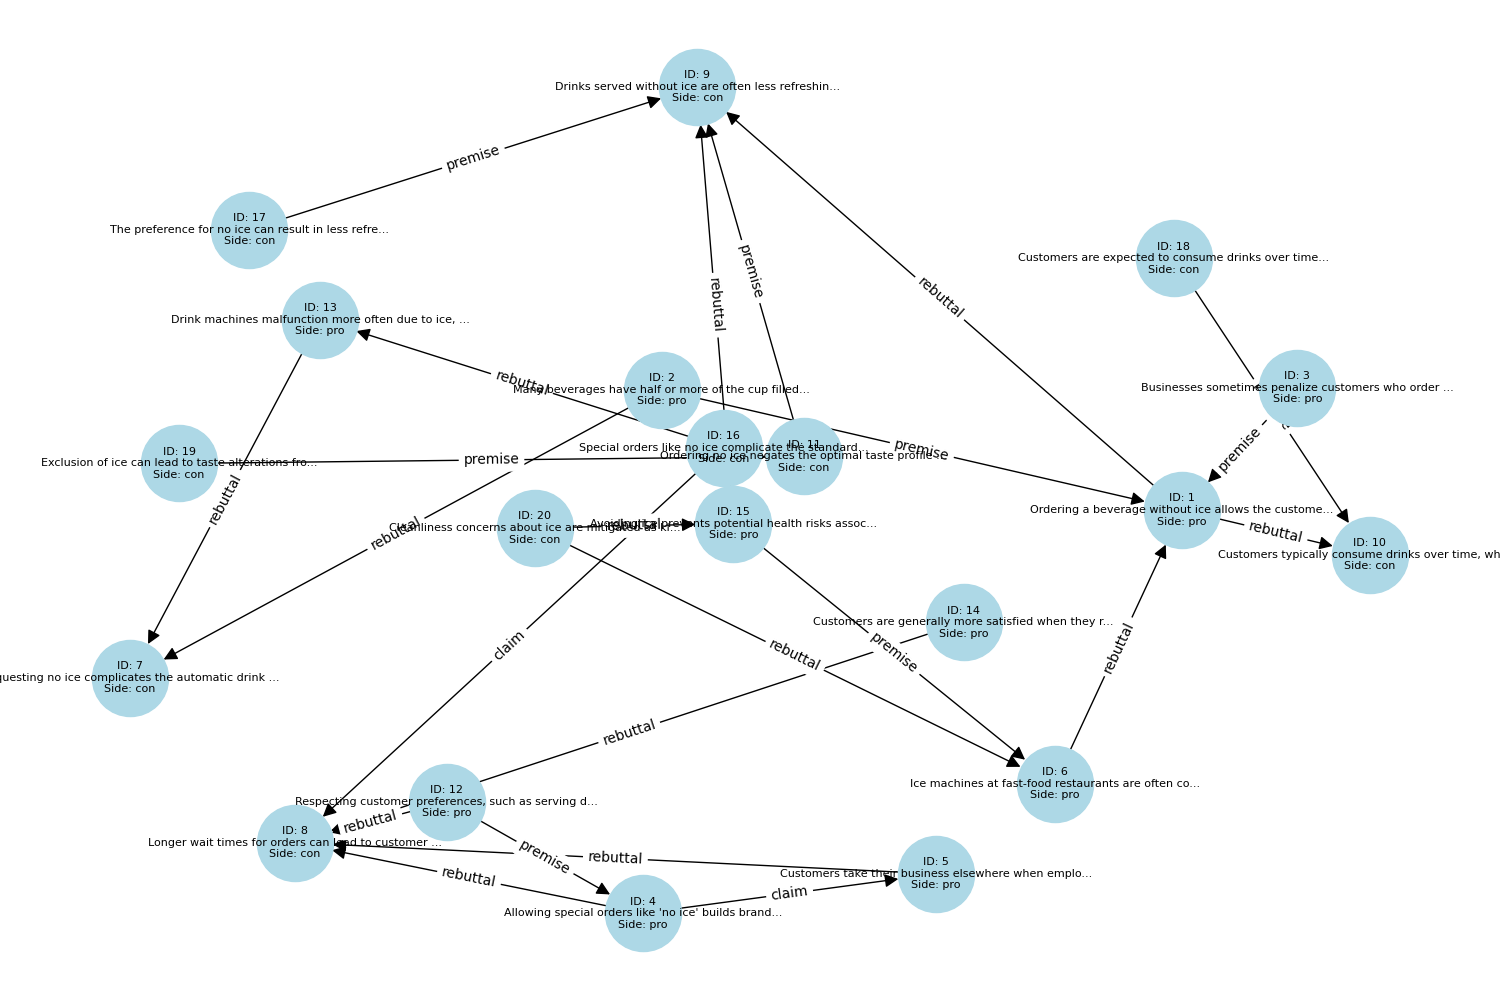 ID: 9
Drinks served without ice are often less refreshin...
Side: con
premise
ID: 17
The preference for no ice can result in less refre...
Side: con
ID: 18
Customers are expected to consume drinks over time...
Side: con
premise
rebuttal
rebuttal
ID: 13
Drink machines malfunction more often due to ice, ...
Side: pro
rebuttal
ID: 2
Many beverages have half or more of the cup filled...
Side: pro
ID: 3
Businesses sometimes penalize customers who order ...
Side: pro
ID: 16
Special orders like no ice complicate the standard...
Side: con
ID: 11
Ordering no ice negates the optimal taste profile
Side: con
premise
premise
ID: 19
Exclusion of ice can lead to taste alterations fro...
Side: con
premise
rebuttal
ID: 1
Ordering a beverage without ice allows the custome...
Side: pro
rebuttal
ID: 20
Cleanliness concerns about ice are mitigated as
Side: con
rebuttal
ID: 15
potential health risks assoc...
Side: pro
rebuttal
ID: 10
Customers typically consume drinks over time, wh
Side: con
ID: 14
Customers are generally more satisfied when they r...
Side: pro
claim
rebuttal
premise
rebuttal
ID: 7
questing no ice complicates the automatic drink ...
Side: con
rebuttal
ID: 6
Ice machines at fast-food restaurants are often co...
Side: pro
ID: 12
Respecting customer preferences, such as serving d...
Side: pro
rebuttal
ID: 8
Longer wait times for orders can lead to customer ...
Side: con
premise
rebuttal
rebuttal
ID: 5
Customers take their business elsewhere when emplo...
Side: pro
claim
ID: 4
Allowing special orders like 'no ice' builds brand...
Side: pro